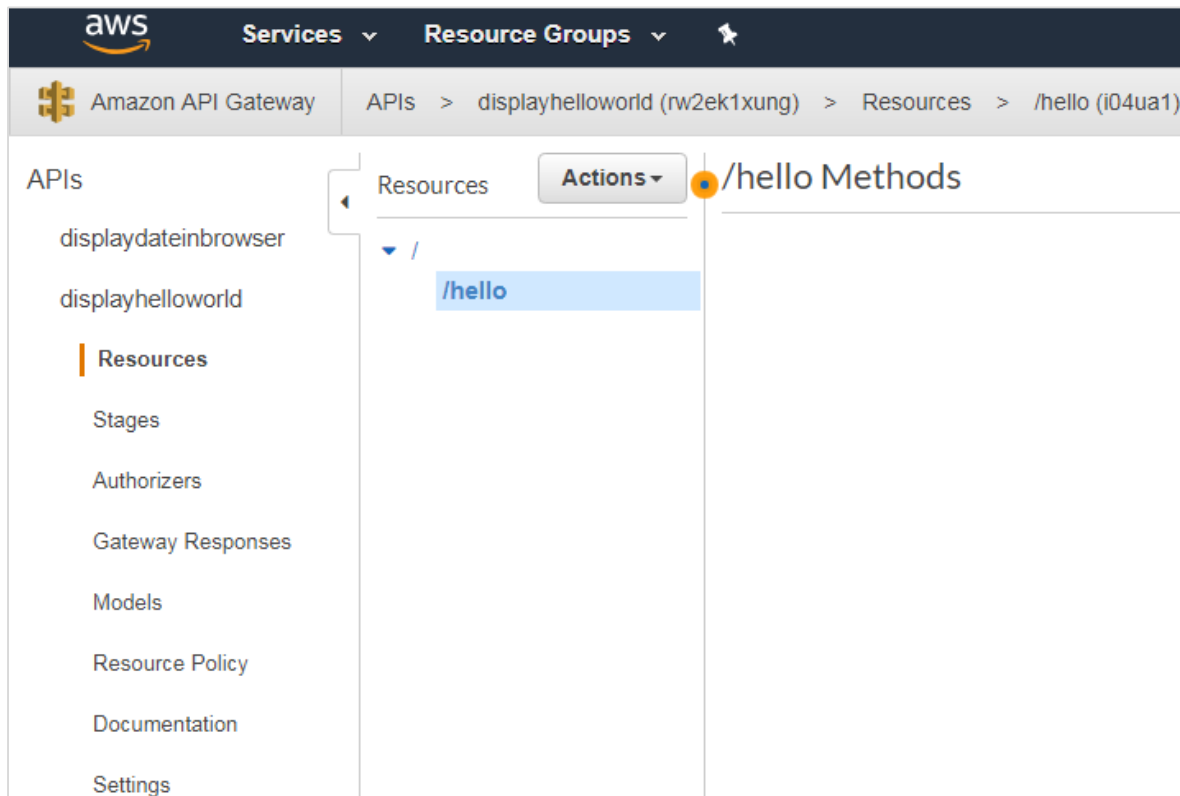 aws Services Resource Groups
Amazon API Gateway APIs > displayhelloworld (rw2ek1xung) > Resources > /hello (i04ua1)
APIs
displaydateinbrowser
displayhelloworld
Resources
Stages
Authorizers
Gateway Responses
Models
Resource Policy
Documentation
Settings
Resources Actions
/
/hello
/hello Methods